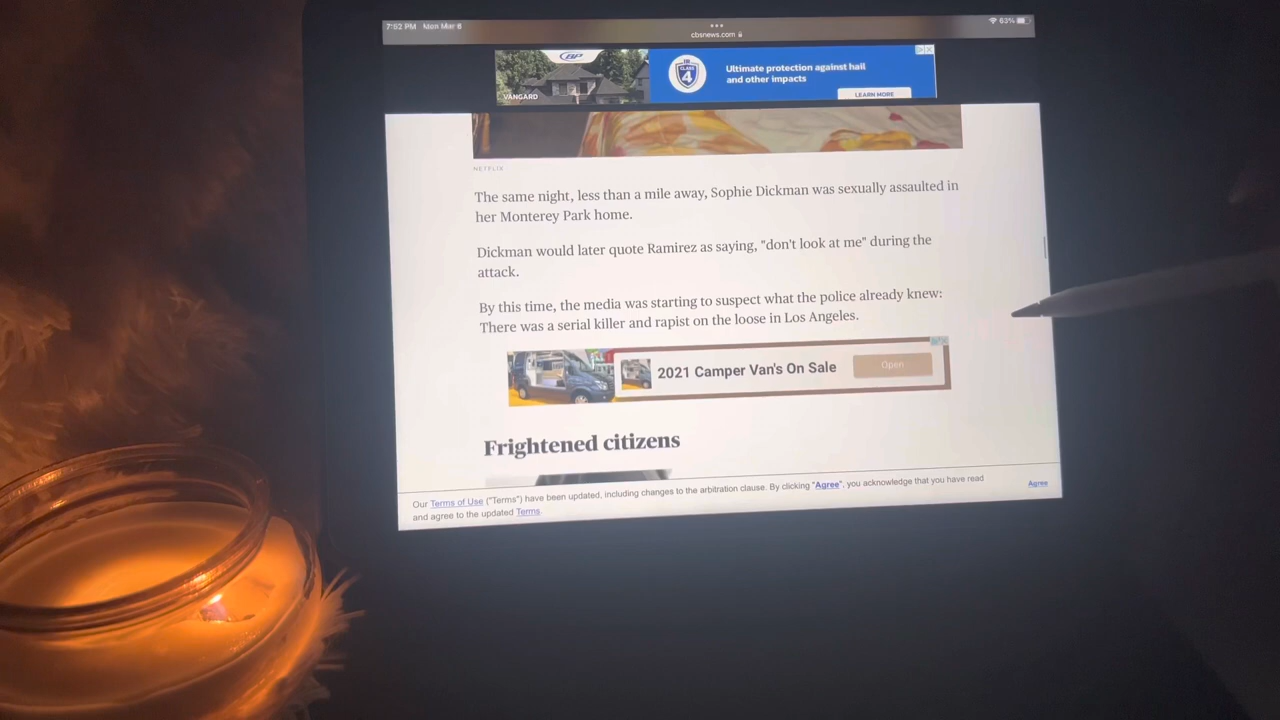 7:52 PM Mon Mar 6
63%
cbsnews.com
BP
VANGARD
CLASS
4
Ultimate protection against hail
and other impacts
LEARN MORE
NETFLIX
The same night, less than a mile away, Sophie Dickman was sexually assaulted in
her Monterey Park home.
Dickman would later quote Ramirez as saying, "don't look at me" during the
attack.
By this time, the media was starting to suspect what the police already knew:
There was a serial killer and rapist on the loose in Los Angeles.
2021 Camper Van's On Sale
Open
Frightened citizens
Our Terms of Use ("Terms") have been updated, including changes to the arbitration clause. By clicking "Agree", you acknowledge that you have read
and agree to the updated Terms.
Agree